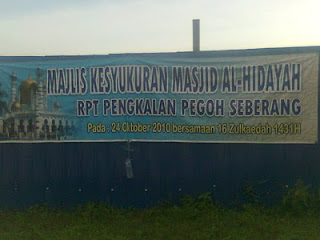 MAJLIS KESYUKURAN MASJID AL-HIDAYAH
RPT PENGKALAN PEGOH SEBERANG
Pada : 24 Oktober 2010 bersamaan 16 Zulkaedah 1431H